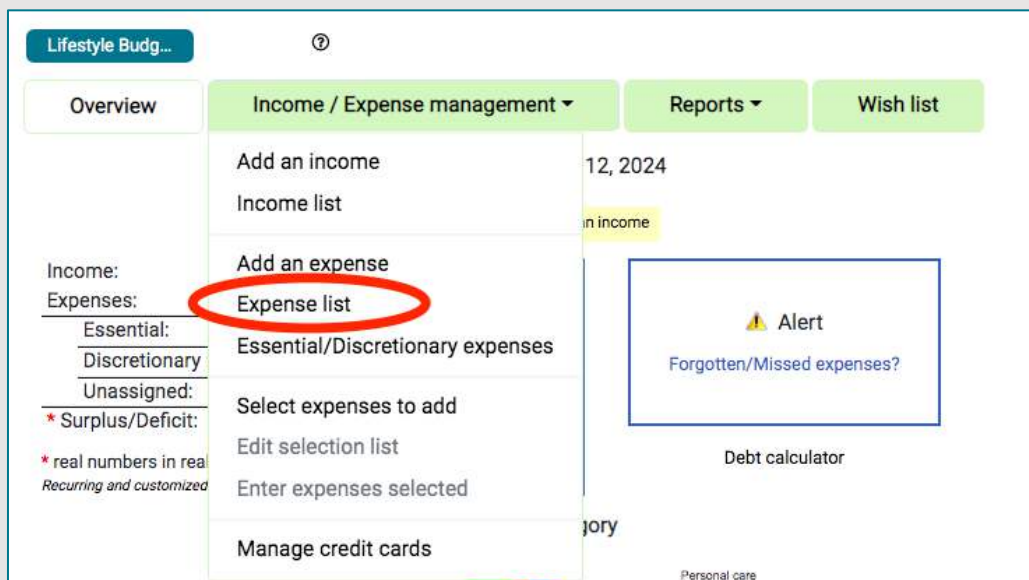 Lifestyle Budg...
Overview
Income / Expense management
Reports
Wish list
Add an income
Income list
Add an expense
Expense list
Essential/Discretionary expenses
Select expenses to add
Edit selection list
Enter expenses selected
Manage credit cards
12, 2024
an income
Income:
Expenses:
Essential:
Discretionary
Unassigned:
* Surplus/Deficit:
* real numbers in real
Recurring and customized
Alert
Forgotten/Missed expenses?
Debt calculator
gory
Personal care